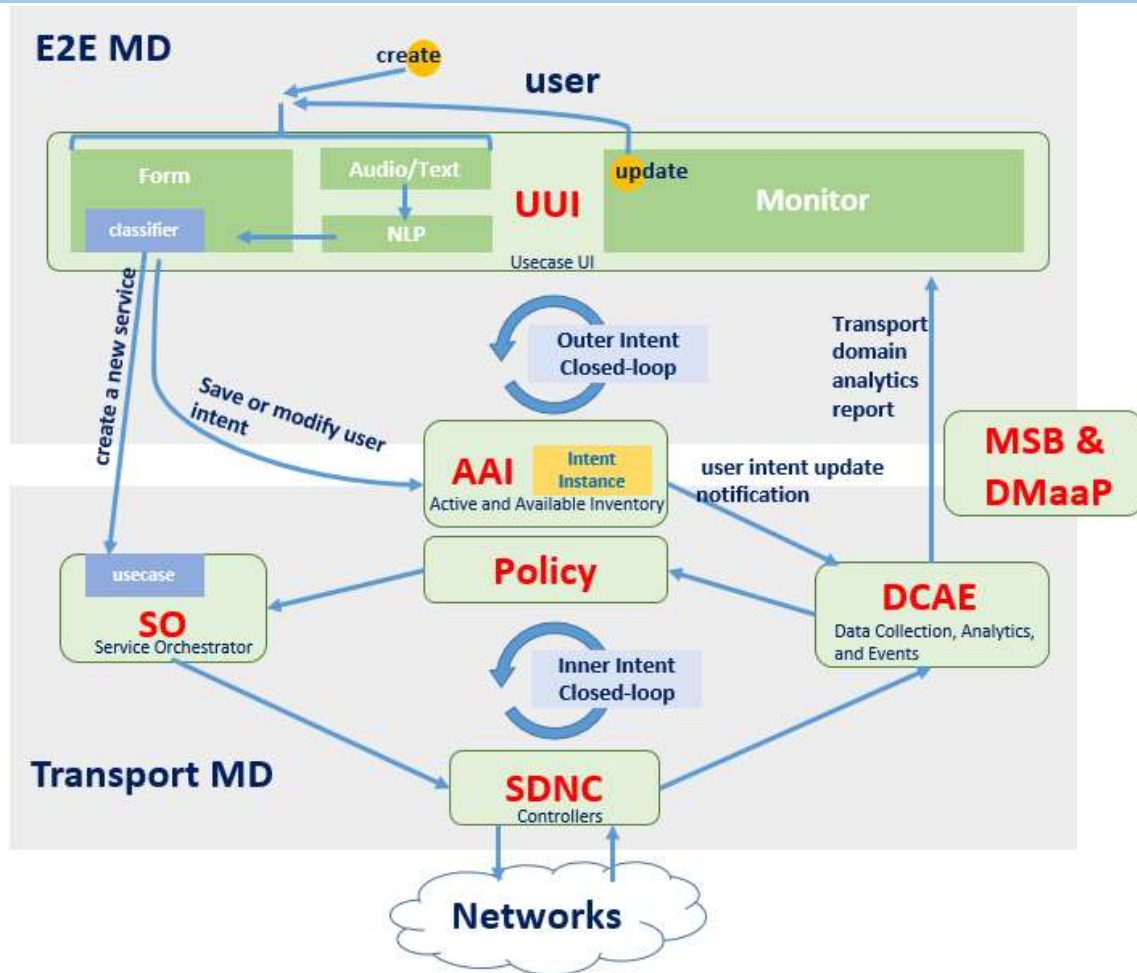 E2E MD
create
user
Form
Audio/Text
update
UUI
Monitor
classifier
NLP
Usecase UI
create a new service
Save or modify user
intent
Outer Intent
Closed-loop
Transport
domain
analytics
report
AAI
Intent
Instance
Active and Available Inventory
user intent update
notification
MSB &
DMaaP
usecase
SO
Service Orchestrator
Policy
DCAE
Data Collection, Analytics,
and Events
Inner Intent
Closed-loop
Transport MD
SDNC
Controllers
Networks